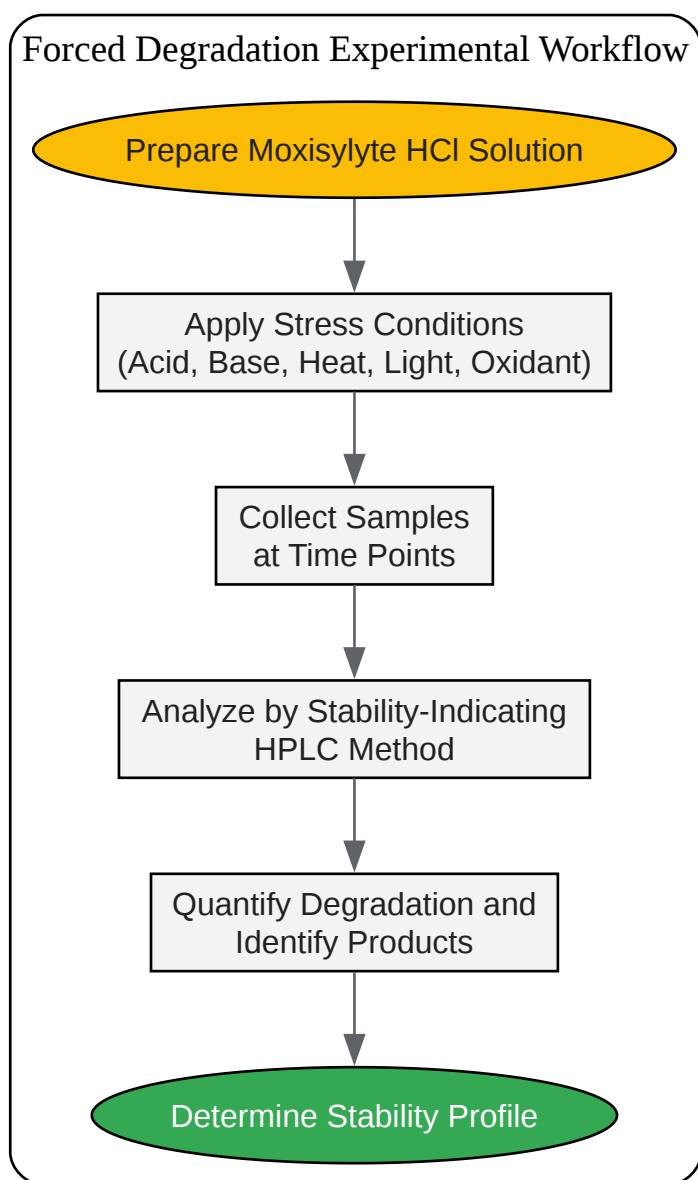 Forced Degradation Experimental Workflow
Prepare Moxisylyte HCl Solution
Apply Stress Conditions
(Acid, Base, Heat, Light, Oxidant)
Collect Samples
at Time Points
Analyze by Stability-Indicating
HPLC Method
Quantify Degradation and
Identify Products
Determine Stability Profile